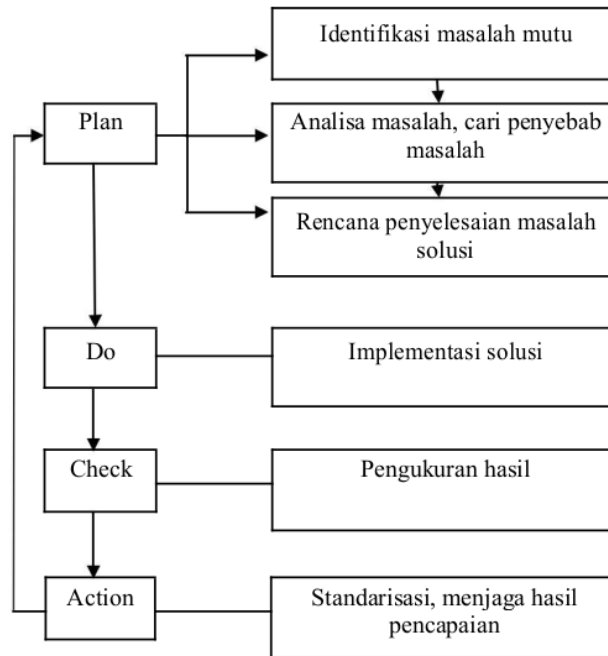 Identifikasi masalah mutu
Plan
Analisa masalah, cari penyebab
masalah
Rencana penyelesaian masalah
solusi
Do
Implementasi solusi
Check
Pengukuran hasil
Action
Standarisasi, menjaga hasil
pencapaian